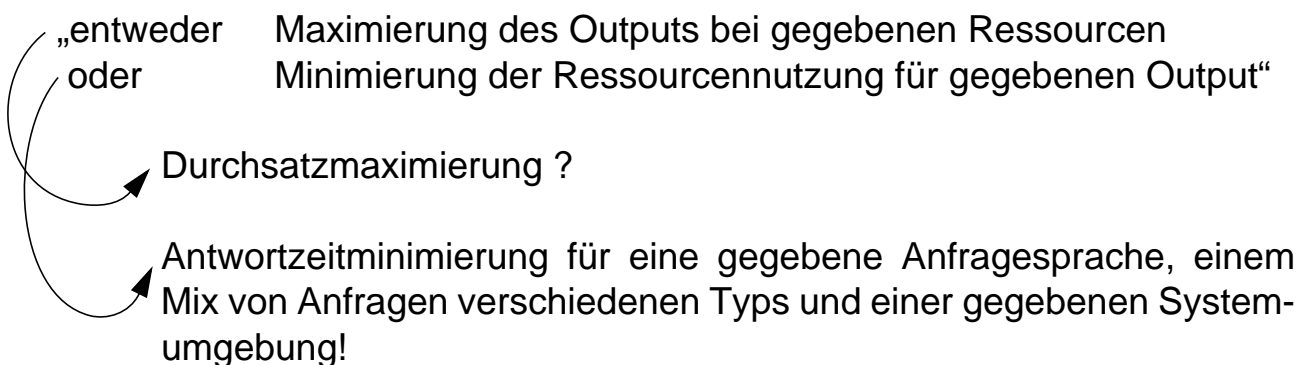 „entweder Maximierung des Outputs bei gegebenen Ressourcen
oder Minimierung der Ressourcennutzung für gegebenen Output“
Durchsatzmaximierung ?
Antwortzeitminimierung für eine gegebene Anfragesprache, einem
Mix von Anfragen verschiedenen Typs und einer gegebenen System-
umgebung!